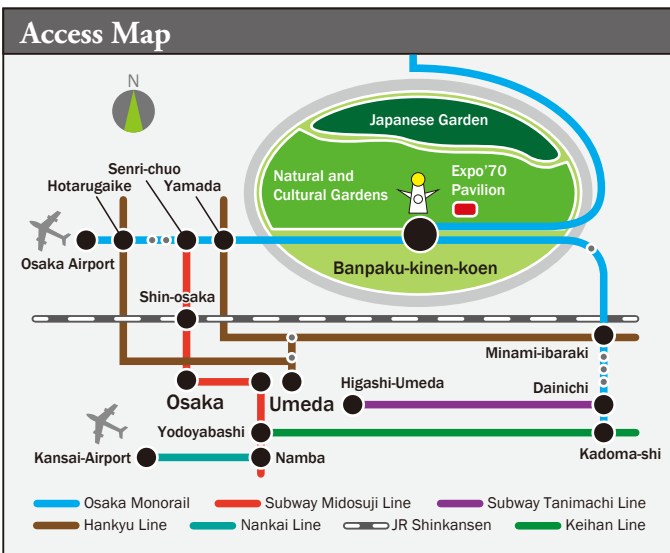 Access Map
N
Japanese Garden
Natural and
Cultural Gardens
Expo'70
Pavilion
Senri-chuo
Hotarugaike
Yamada
Osaka Airport
Banpaku-kinen-koen
Shin-osaka
Minami-ibaraki
Osaka
Umeda
Higashi-Umeda
Dainichi
Yodoyabashi
Kadoma-shi
Kansai-Airport
Namba
Osaka Monorail
Subway Midosuji Line
Subway Tanimachi Line
Hankyu Line
Nankai Line
JR Shinkansen
Keihan Line